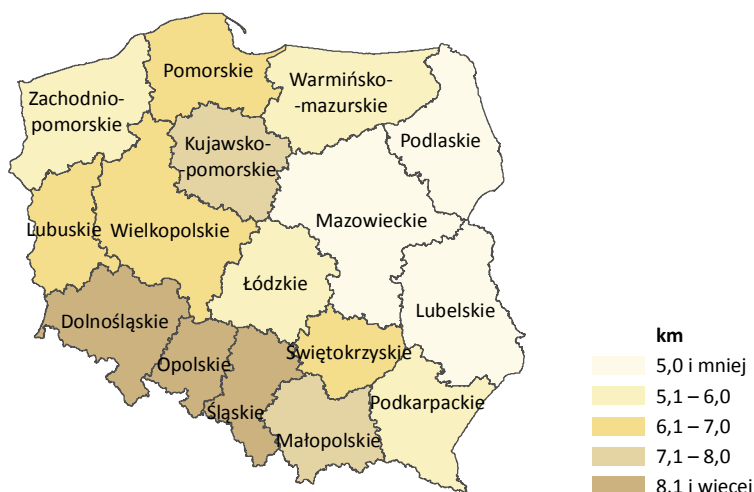 Pomorskie
Warmińsko-
-mazurskie
Zachodnio-
pomorskie
Kujawsko-
-pomorskie
Podlaskie
Mazowieckie
Lubuskie
Wielkopolskie
Łódzkie
Lubelskie
Dolnośląskie
Opolskie
Świętokrzyskie
Śląskie
Podkarpackie
Małopolskie
km
5,0 i mniej
5,1 – 6,0
6,1 – 7,0
7,1 – 8,0
8,1 i więcej